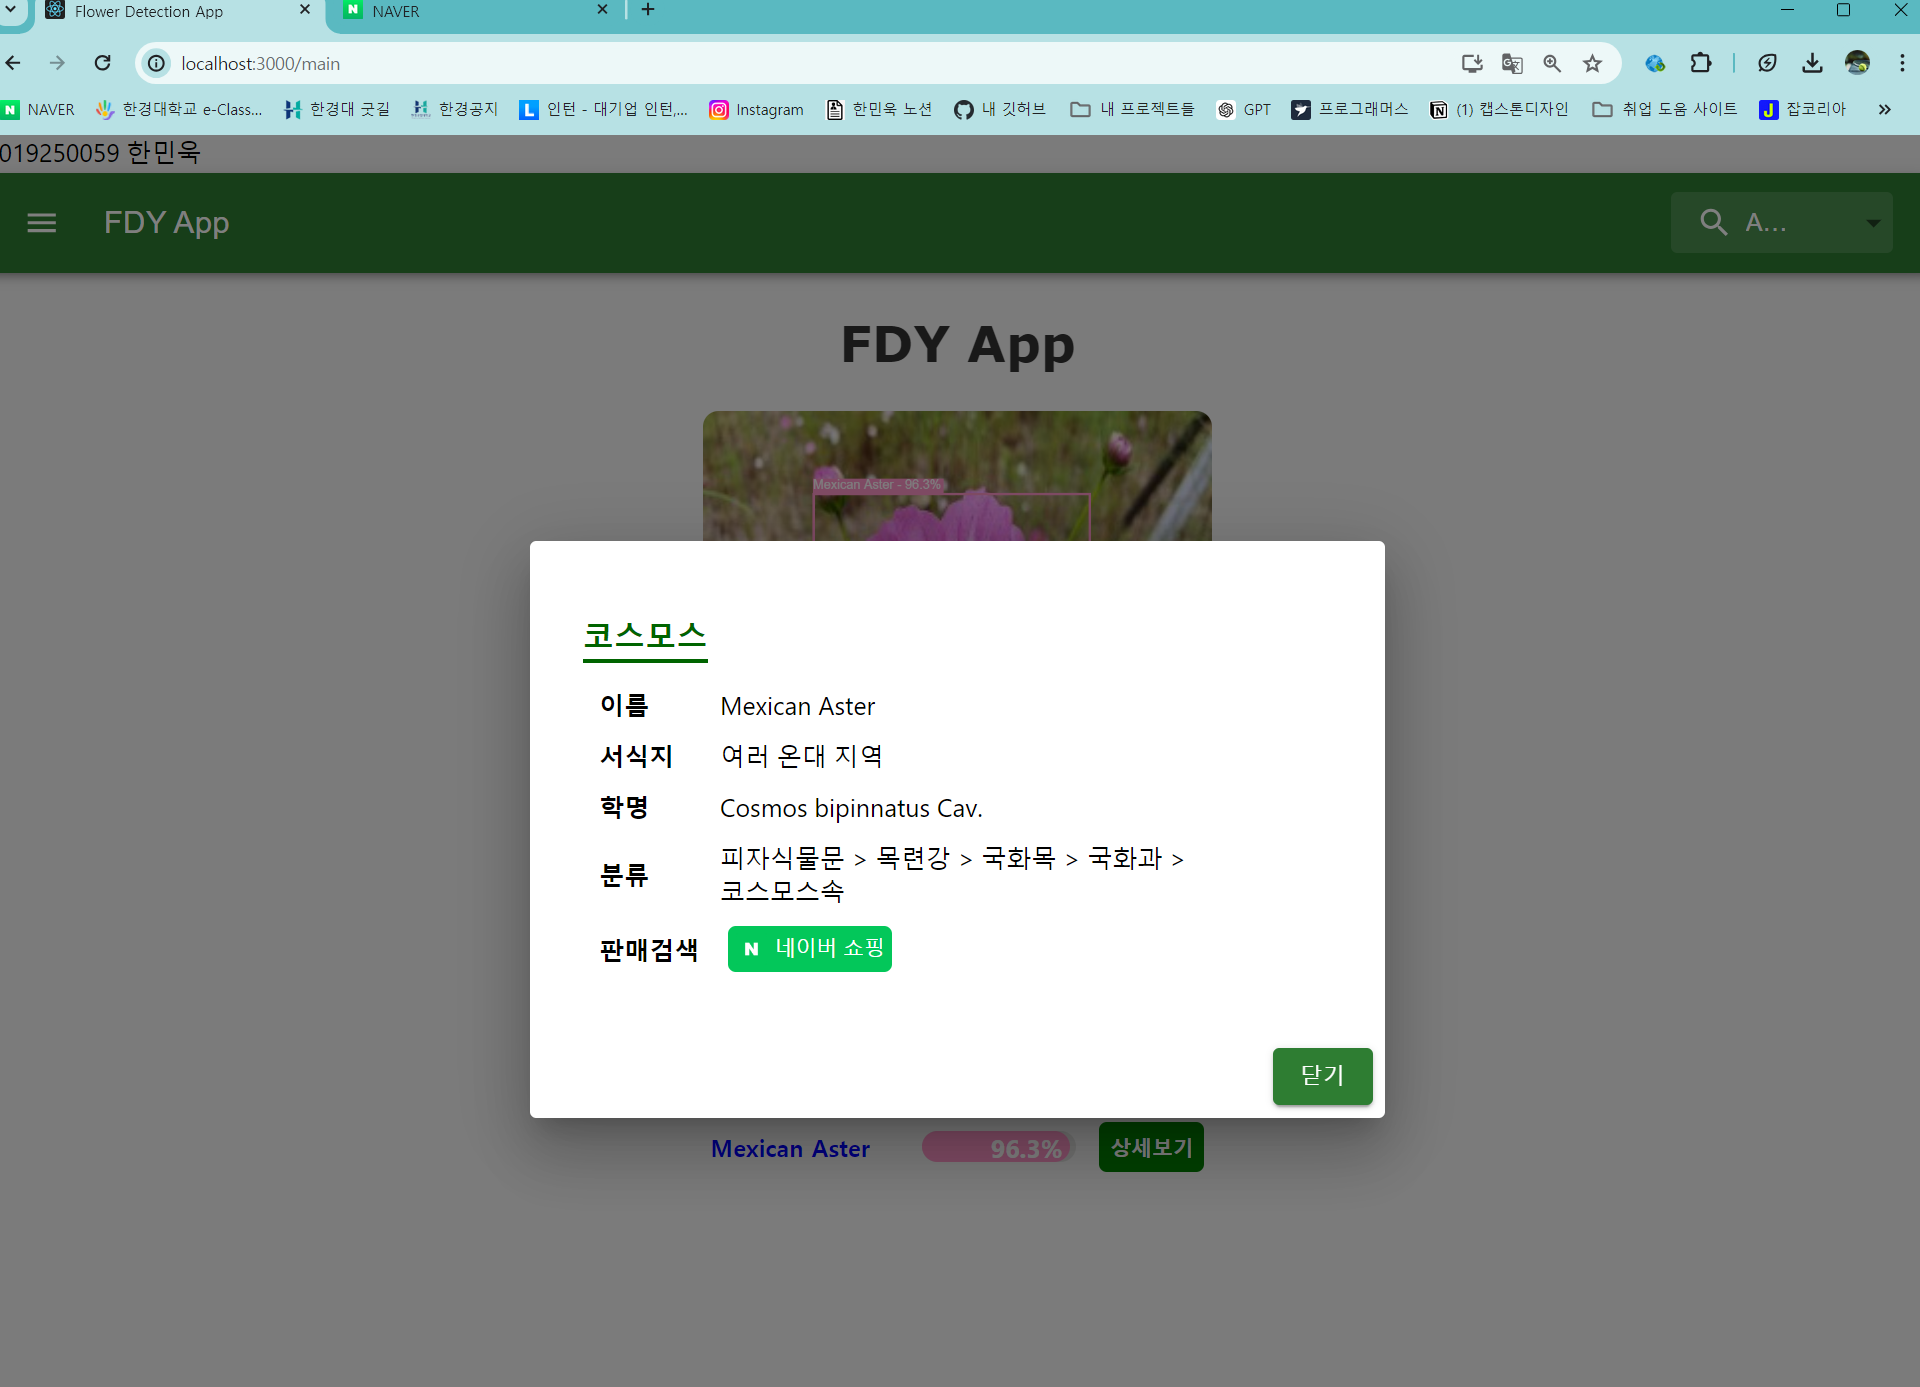 Flower Detection App
NAVER
localhost:3000/main
NAVER
한경대학교 e-Class...
한경대 굿길
한경공지
인턴 - 대기업 인턴,...
Instagram
한민욱 노션
내 깃허브
내 프로젝트들
GPT
프로그래머스
(1) 캡스톤디자인
취업 도움 사이트
잡코리아
019250059 한민욱
FDY App
A...
FDY App
Mexican Aster - 96.3%
코스모스
이름 Mexican Aster
서식지 여러 온대 지역
학명 Cosmos bipinnatus Cav.
분류 피자식물문 > 목련강 > 국화목 > 국화과 >
코스모스속
판매검색 N 네이버 쇼핑
닫기
Mexican Aster 96.3% 상세보기